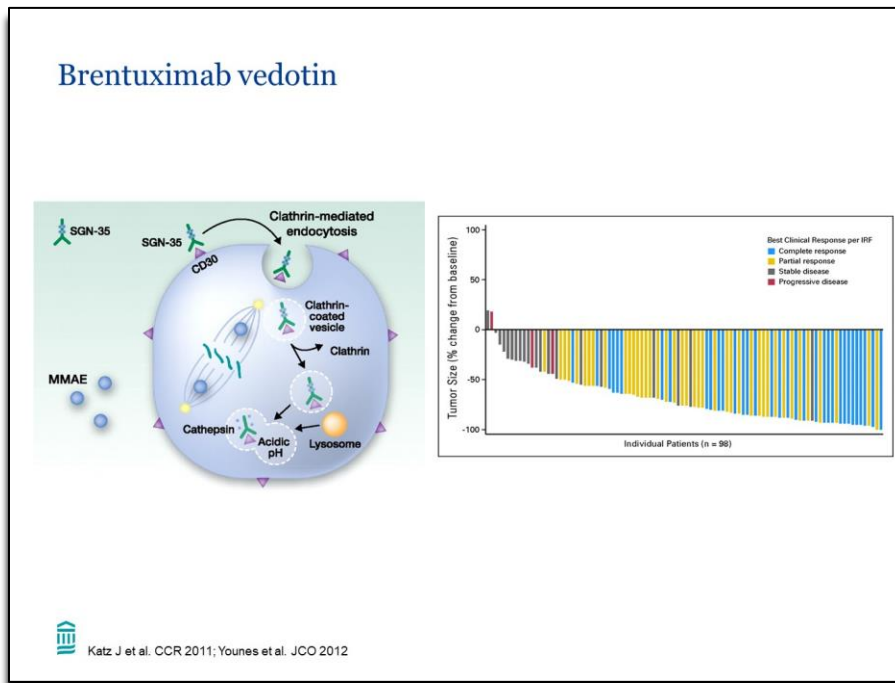 Brentuximab vedotin
SGN-35
SGN-35
CD30
Clathrin-mediated
endocytosis
Clathrin-
coated
vesicle
Clathrin
MMAE
Cathepsin
Acidic
pH
Lysosome
Tumor Size (% change from baseline)
100
50
0
-50
-100
Best Clinical Response per IRF
Complete response
Partial response
Stable disease
Progressive disease
Individual Patients (n = 98)
Katz J et al. CCR 2011; Younes et al. JCO 2012